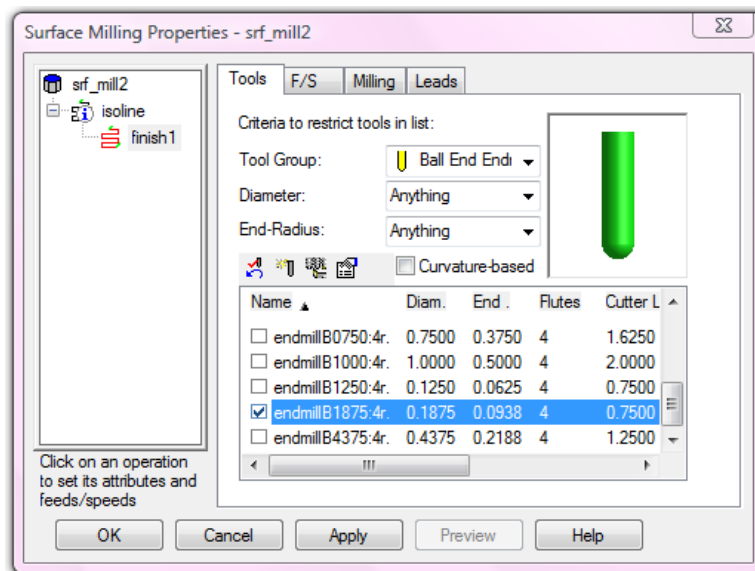 Surface Milling Properties - srf_mill2
srf_mill2
isoline
finish1
Click on an operation
to set its attributes and
feeds/speeds
Tools F/S Milling Leads
Criteria to restrict tools in list:
Tool Group: Ball End End
Diameter: Anything
End-Radius: Anything
Curvature-based
Name Diam. End . Flutes Cutter L
endmillB0750:4r. 0.7500 0.3750 4 1.6250
endmillB1000:4r. 1.0000 0.5000 4 2.0000
endmillB1250:4r. 0.1250 0.0625 4 0.7500
endmillB1875:4r. 0.1875 0.0938 4 0.7500
endmillB4375:4r. 0.4375 0.2188 4 1.2500
OK Cancel Apply Preview Help